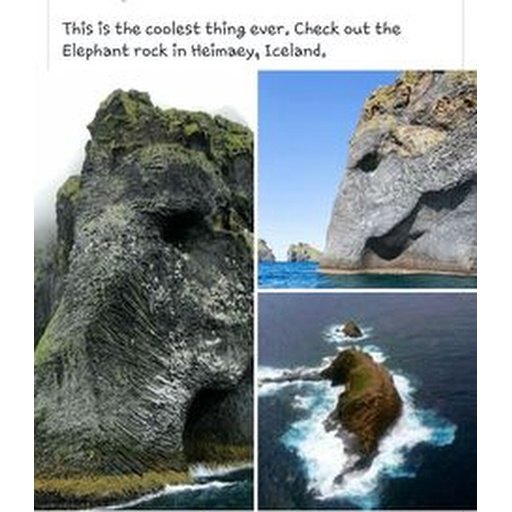 This is the coolest thing ever. Check out the
Elephant rock in Heimaey, Iceland.